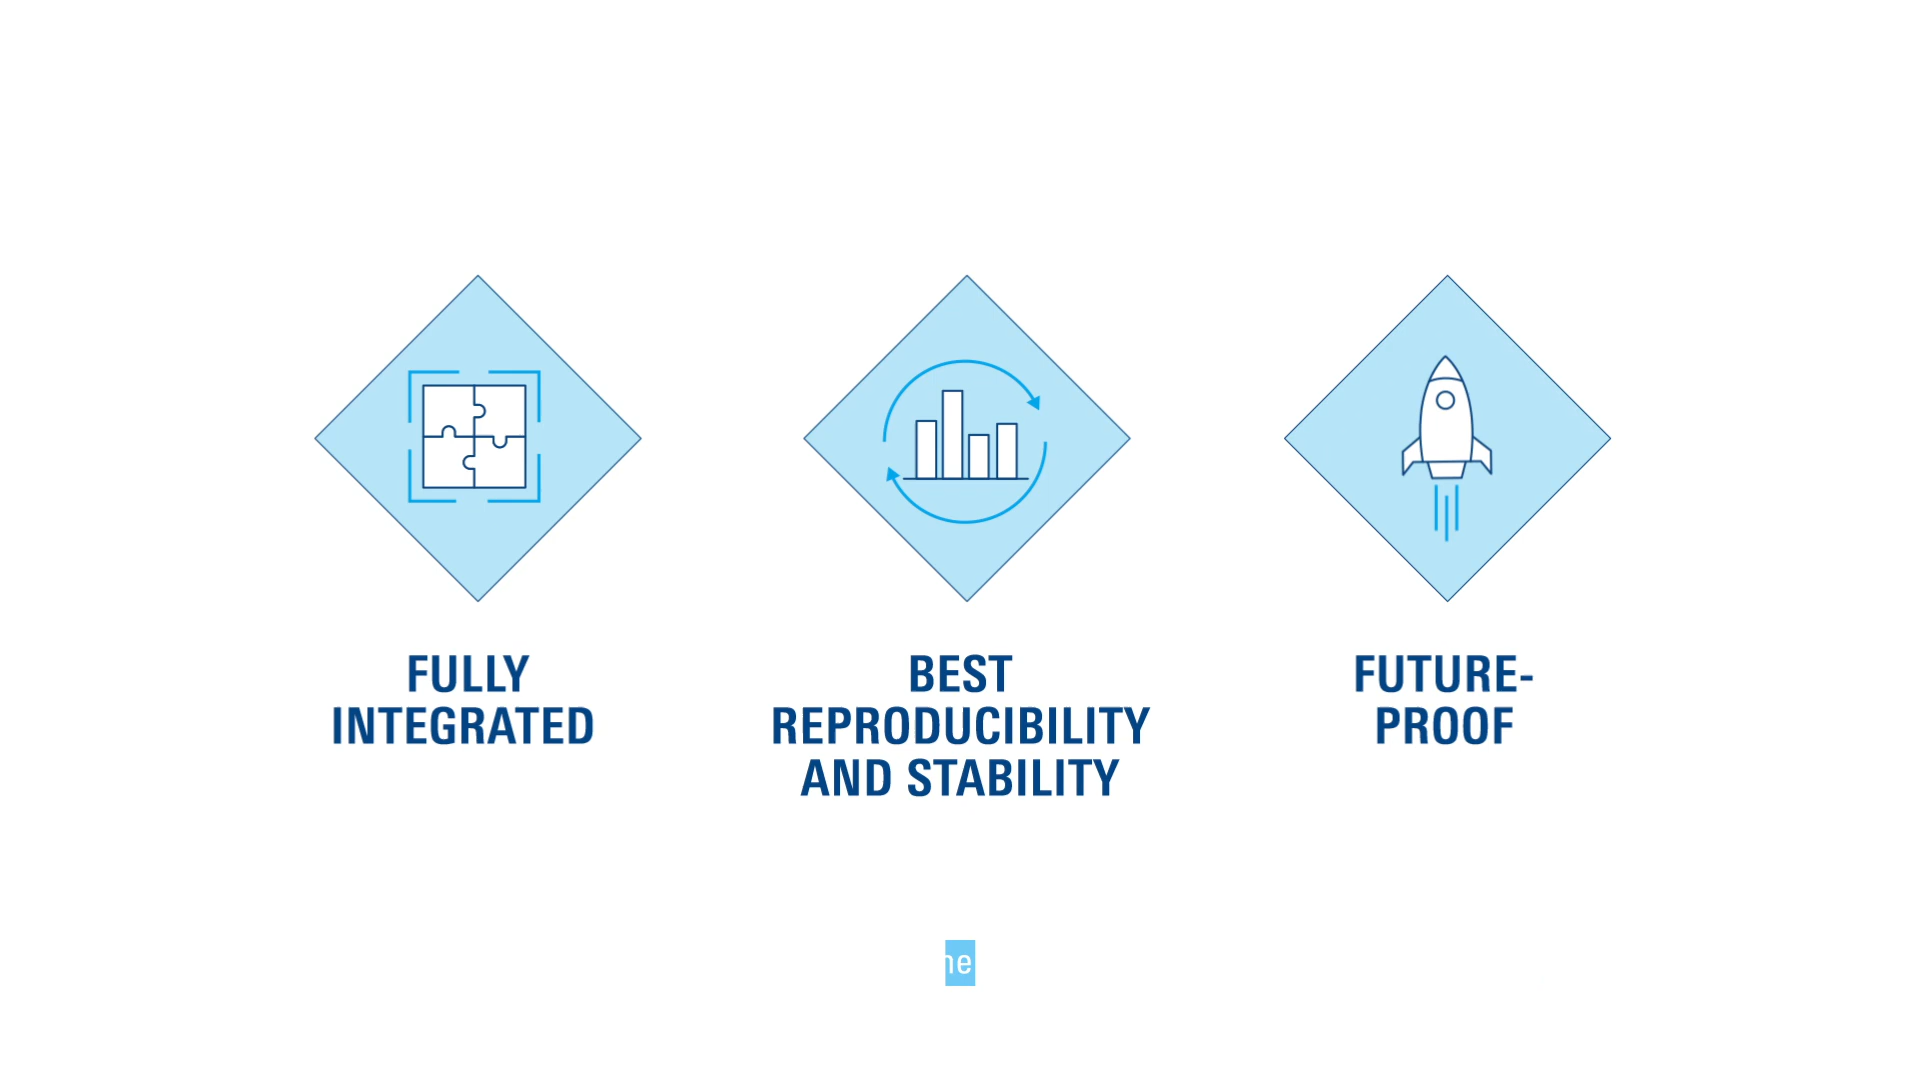 FULLY
INTEGRATED
BEST
REPRODUCIBILITY
AND STABILITY
FUTURE-
PROOF